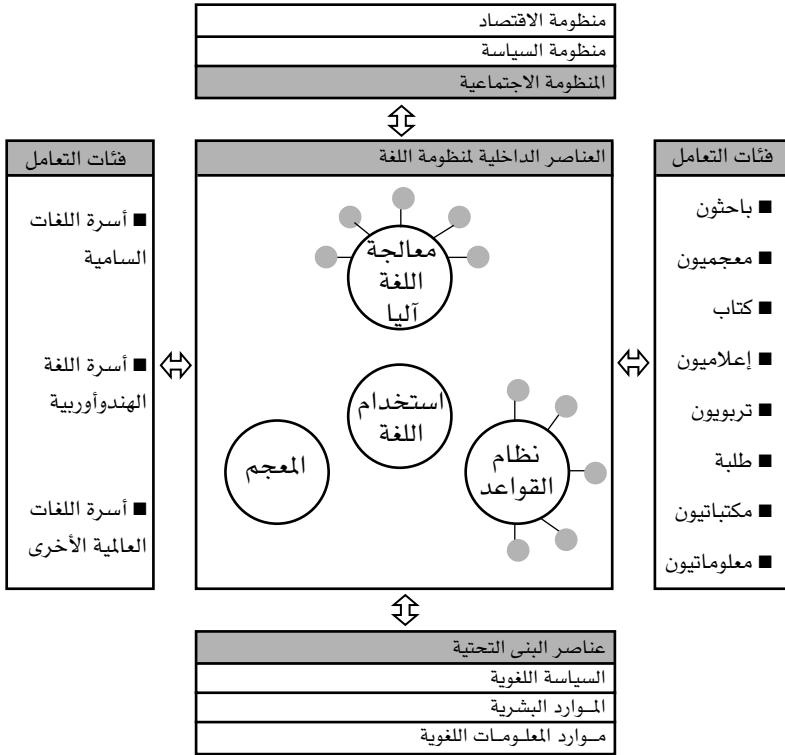 منظومة الاقتصاد
منظومة السياسة
المنظومة الاجتماعية
فئات التعامل
■ باحثون
■ معجميون
■ كتاب
■ إعلاميون
■ تربويون
■ طلبة
■ مكتباتيون
■ معلوماتيون
العناصر الداخلية لمنظومة اللغة
معالجة
اللغة
آليا
استخدام
اللغة
نظام
القواعد
المعجم
فئات التعامل
■ أسرة اللغات
السامية
■ أسرة اللغة
الهندوأوربية
■ أسرة اللغات
العالمية الأخرى
عناصر البنى التحتية
السياسة اللغوية
المـوارد البشرية
مـوارد المعلـومـات اللغوية